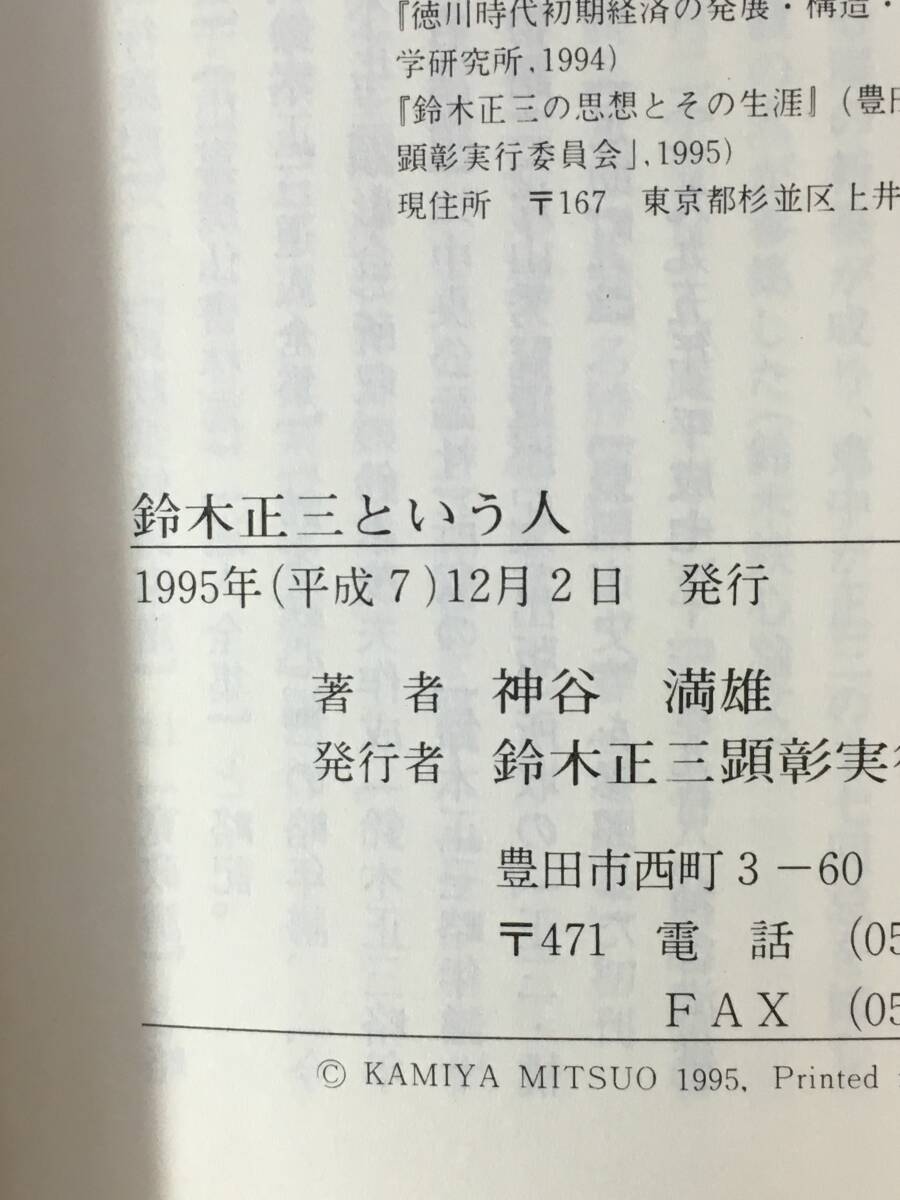 『徳川時代初期経済の発展・構造・
学研究所,1994)
『鈴木正三の思想とその生涯』(豊田
顕彰実行委員会」,1995)
現住所 〒167 東京都杉並区上井
鈴木正三という人
1995年(平成7)12月2日 発行
著者 神谷 満雄
発行者 鈴木正三顕彰実行
豊田市西町3-60
〒471 電話 (05
FAX (05
© KAMIYA MITSUO 1995, Printed